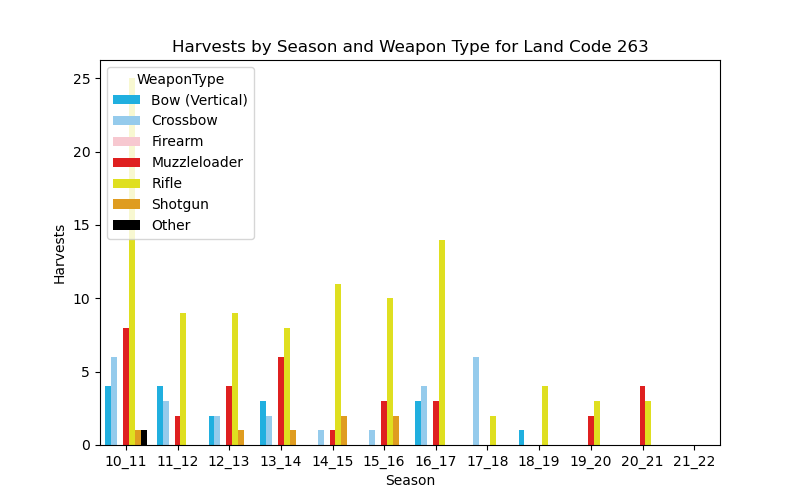 Harvests by Season and Weapon Type for Land Code 263
WeaponType
Bow (Vertical)
Crossbow
Firearm
Muzzleloader
Rifle
Shotgun
Other
25
20
15
10
5
0
Harvests
10_11 11_12 12_13 13_14 14_15 15_16 16_17 17_18 18_19 19_20 20_21 21_22
Season